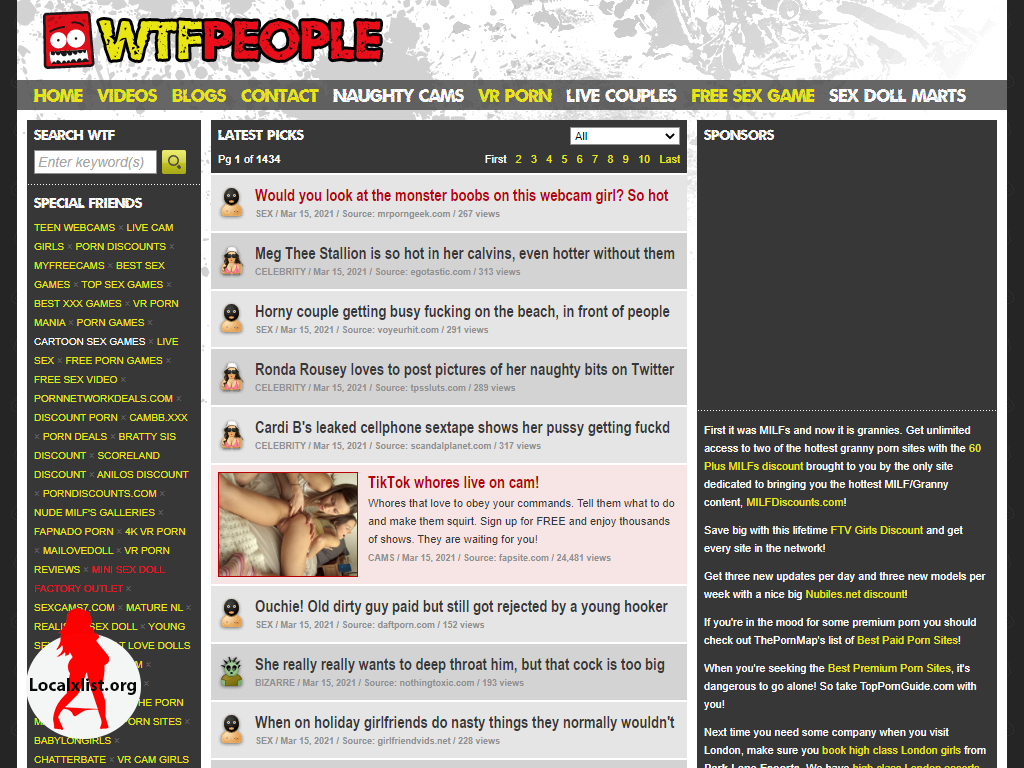 WTFPEOPLE
HOME VIDEOS BLOGS CONTACT NAUGHTY CAMS VR PORN LIVE COUPLES FREE SEX GAME SEX DOLL MARTS
SEARCH WTF
Enter keyword(s)
SPECIAL FRIENDS
TEEN WEBCAMS × LIVE CAM
GIRLS × PORN DISCOUNTS ×
MYFREECAMS × BEST SEX
GAMES × TOP SEX GAMES ×
BEST XXX GAMES × VR PORN
MANIA × PORN GAMES ×
CARTOON SEX GAMES × LIVE
SEX × FREE PORN GAMES ×
FREE SEX VIDEO ×
PORNNETWORKDEALS.COM ×
DISCOUNT PORN × CAMBB.XXX
× PORN DEALS × BRATTY SIS
DISCOUNT × SCORELAND
DISCOUNT × ANILOS DISCOUNT
× PORNDISCOUNTS.COM ×
NUDE MILF'S GALLERIES ×
FAPNADO PORN × 4K VR PORN
× MAILOVEDOLL × VR PORN
REVIEWS × MINI SEX DOLL
FACTORY OUTLET ×
SEXCAMS7.COM × MATURE NL ×
SEX DOLL × YOUNG
LOVE DOLLS
Localxlist.org
PORN
SITES ×
BABYLONGIRLS ×
CHATTERBATE × VR CAM GIRLS
LATEST PICKS
All
Pg 1 of 1434
First 2 3 4 5 6 7 8 9 10 Last
Would you look at the monster boobs on this webcam girl? So hot
SEX / Mar 15, 2021 / Source: mrporngeek.com / 267 views
Meg Thee Stallion is so hot in her calvins, even hotter without them
CELEBRITY / Mar 15, 2021 / Source: egotastic.com / 313 views
Horny couple getting busy fucking on the beach, in front of people
SEX / Mar 15, 2021 / Source: voyeurhit.com / 291 views
Ronda Rousey loves to post pictures of her naughty bits on Twitter
CELEBRITY / Mar 15, 2021 / Source: tpssluts.com / 289 views
Cardi B's leaked cellphone sextape shows her pussy getting fuckd
CELEBRITY / Mar 15, 2021 / Source: scandalplanet.com / 317 views
TikTok whores live on cam!
Whores that love to obey your commands. Tell them what to do
and make them squirt. Sign up for FREE and enjoy thousands
of shows. They are waiting for you!
CAMS / Mar 15, 2021 / Source: fapsite.com / 24,481 views
Ouchie! Old dirty guy paid but still got rejected by a young hooker
SEX / Mar 15, 2021 / Source: daftporn.com / 152 views
She really really wants to deep throat him, but that cock is too big
BIZARRE / Mar 15, 2021 / Source: nothingtoxic.com / 193 views
When on holiday girlfriends do nasty things they normally wouldn't
SEX / Mar 15, 2021 / Source: girlfriendvids.net / 228 views
SPONSORS
First it was MILFs and now it is grannies. Get unlimited
access to two of the hottest granny porn sites with the 60
Plus MILFs discount brought to you by the only site
dedicated to bringing you the hottest MILF/Granny
content, MILFDiscounts.com!
Save big with this lifetime FTV Girls Discount and get
every site in the network!
Get three new updates per day and three new models per
week with a nice big Nubiles.net discount!
If you're in the mood for some premium porn you should
check out ThePornMap's list of Best Paid Porn Sites!
When you're seeking the Best Premium Porn Sites, it's
dangerous to go alone! So take TopPornGuide.com with
you!
Next time you need some company when you visit
London, make sure you book high class London girls from
Park Lane Escorts. We have high class London escorts